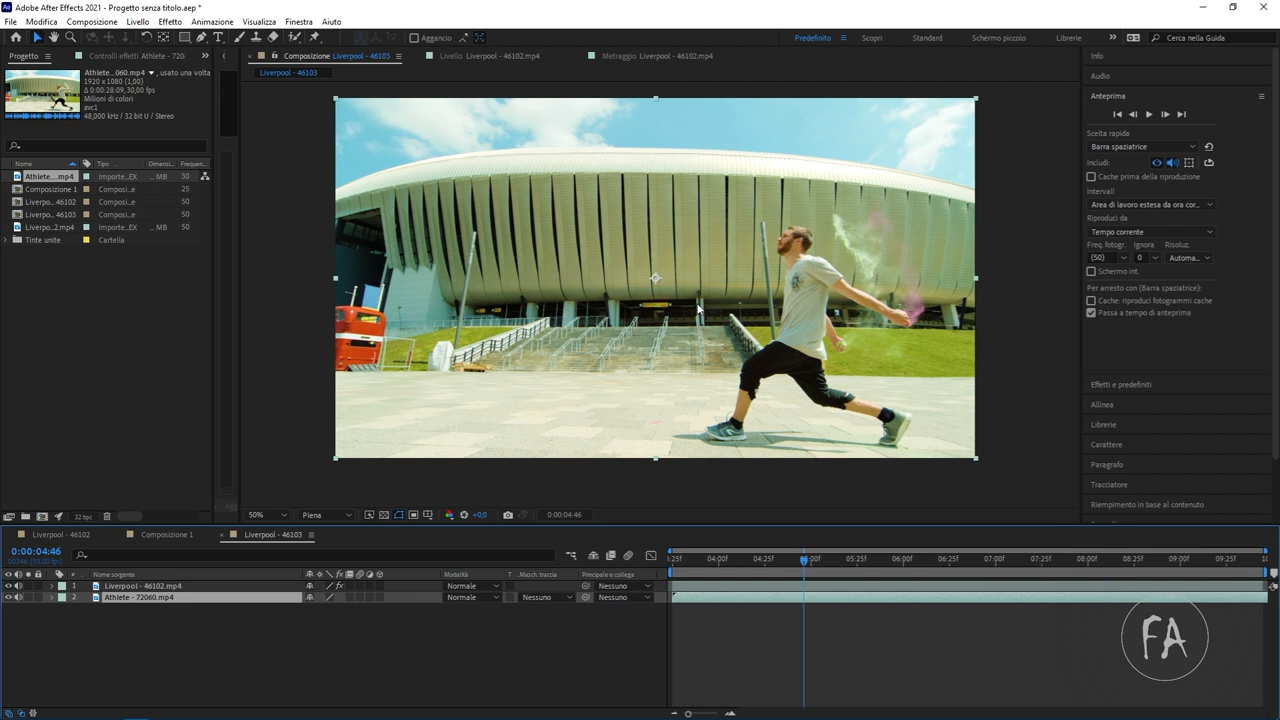 Adobe After Effects 2021 - Progetto senza titolo.aep *
File Modifica Composizione Livello Effetto Animazione Visualizza Finestra Aiuto
Aggancio Predefinito Scopri Standard Schermo piccolo Librerie Cerca nella Guida
Progetto Controlli effetti Athlete - 720
Composizione Liverpool - 46103 Livello Liverpool - 46102.mp4 Metraggio Liverpool - 46102.mp4
Liverpool - 46103
Athlete...060.mp4 , usato una volta
1920 x 1080 (1,00)
Δ 0:00:28:09, 30,00 fps
Milioni di colori
avc1
48,000 kHz / 32 bit U / Stereo
Nome Tipo Dimensi... Frequen...
Athlete....mp4 Importe...EX ... MB 30
Composizione 1 Composi...e 25
Liverpo... 46102 Composi...e 50
Liverpo... 46103 Composi...e 50
Liverpo...2.mp4 Importe...EX ... MB 50
Tinte unite Cartella
32 bpc
Info
Audio
Anteprima
Scelta rapida
Barra spaziatrice
Includi:
Cache prima della riproduzione
Intervalli
Area di lavoro estesa da ora cor...
Riproduci da
Tempo corrente
Freq. fotogr. Ignora Risoluz.
(50) 0 Automa...
Schermo int.
Per arresto con (Barra spaziatrice):
Cache: riproduci fotogrammi cache
Passa a tempo di anteprima
Effetti e predefiniti
Allinea
Librerie
Carattere
Paragrafo
Tracciatore
Riempimento in base al contenuto
50% Piena +0,0 0:00:04:46
Liverpool - 46102 Composizione 1 Liverpool - 46103
0:00:04:46
00246 (50.00 fps)
:25f 04:00f 04:25f 05:00f 05:25f 06:00f 06:25f 07:00f 07:25f 08:00f 08:25f 09:00f 09:25f 10:
# Nome sorgente Modalità T .Masch. traccia Principale e collega
1 Liverpool - 46102.mp4 Normale Nessuno
2 Athlete - 72060.mp4 Normale Nessuno Nessuno
FA